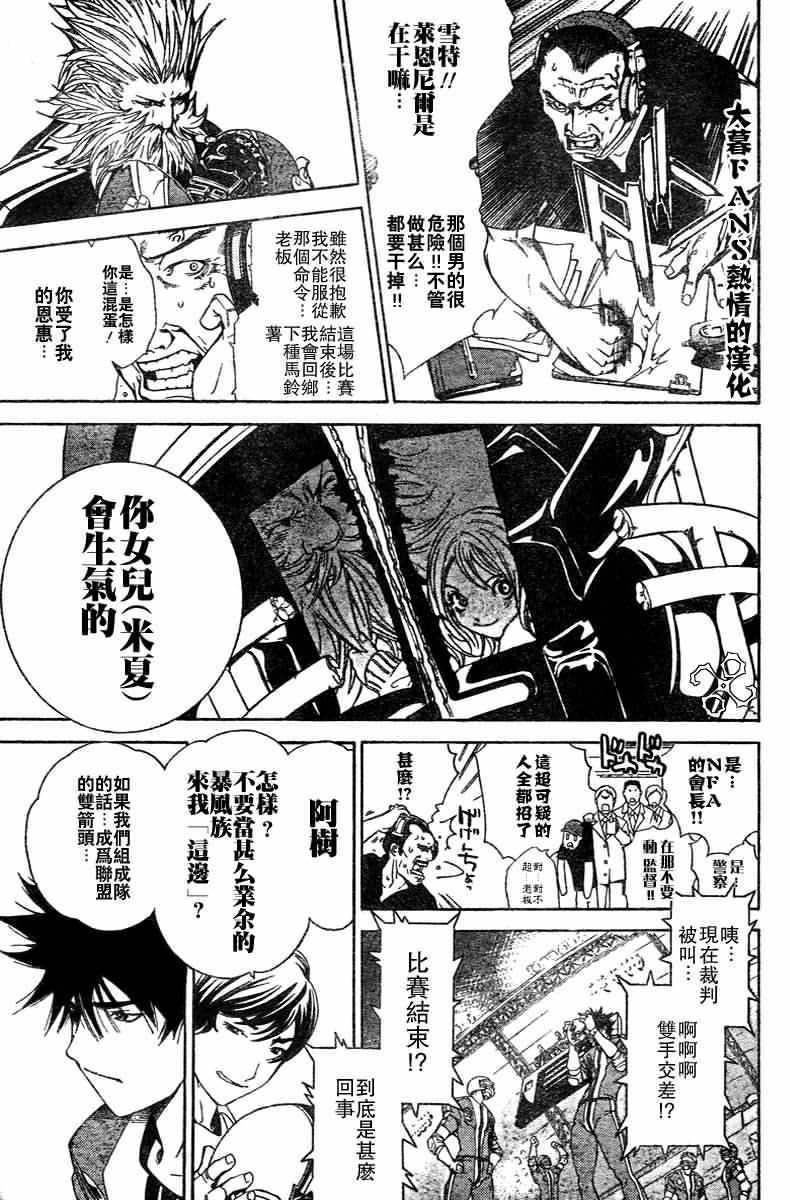 大暮FANS熱情的漢化
雪特!!
萊恩尼爾是
在干嘛…
那個男的很
危險!!不管
做甚么…
都要干掉!!
雖然很抱歉
我不能服從
那個命令…
老板
這場比賽
結束後…
我會回鄉
下種馬鈴
薯
是…是怎樣
你這混蛋!
你受了我
的恩惠…
你女兒(米夏)
會生氣的
是…
NFA
的會長!!
在那不要
動 監督!!
是…
警察
這超可疑的
人全都招了
對…對不
起…老板
甚麼!?
ドカドカ
咦…
現在裁判
被叫…
啊啊啊
雙手交差!?
比賽結束!?
到底是甚麽
回事
阿樹
怎樣?
不要當甚么業余的
暴風族
來我「這邊」?
如果我們組成隊
的話…成爲聯盟
的雙箭頭…